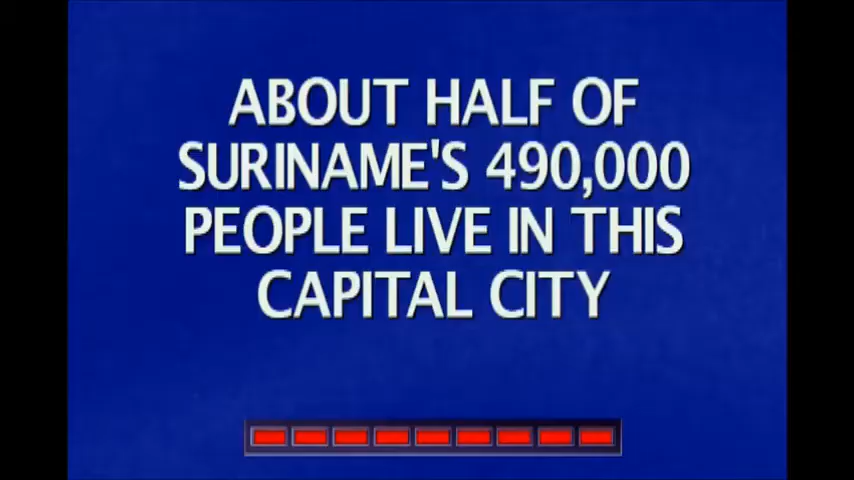 ABOUT HALF OF
SURINAME'S 490,000
PEOPLE LIVE IN THIS
CAPITAL CITY